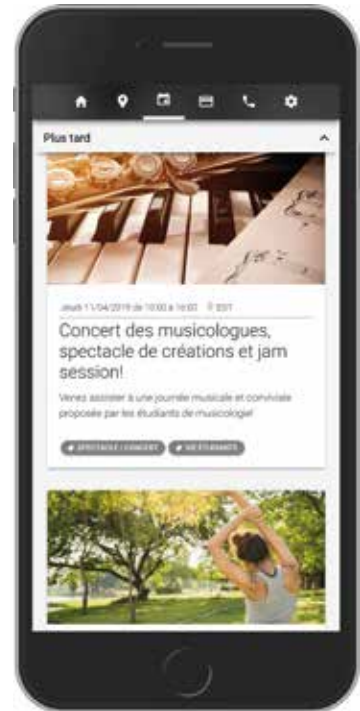 Plus tard
Jeudi 11/04/2019 de 10:00 à 16:00 EST
Concert des musicologues,
spectacle de créations et jam
session!
Venez assister à une journée musicale et conviviale
proposée par les étudiants de musicologie!
# SPECTACLE / CONCERT # VIE ÉTUDIANTE